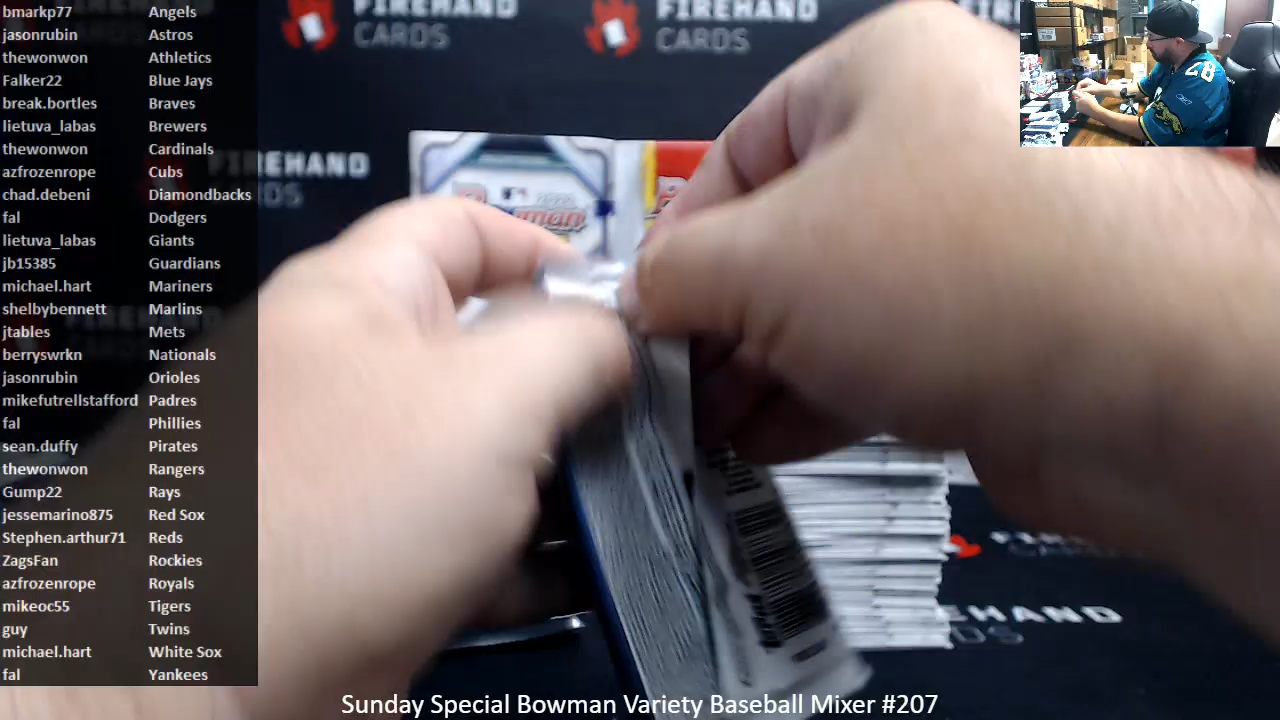 bmarkp77 Angels
jasonrubin Astros
thewonwon Athletics
Falker22 Blue Jays
break.bortles Braves
lietuva_labas Brewers
thewonwon Cardinals
azfrozenrope Cubs
chad.debeni Diamondbacks
fal Dodgers
lietuva_labas Giants
jb15385 Guardians
michael.hart Mariners
shelbybennett Marlins
jtables Mets
berryswrkn Nationals
jasonrubin Orioles
mikefutrellstafford Padres
fal Phillies
sean.duffy Pirates
thewonwon Rangers
Gump22 Rays
jessemarino875 Red Sox
Stephen.arthur71 Reds
ZagsFan Rockies
azfrozenrope Royals
mikeoc55 Tigers
guy Twins
michael.hart White Sox
fal Yankees
FIREHAND CARDS
FIREHAND CARDS
FIREHAND
28
Sunday Special Bowman Variety Baseball Mixer #207